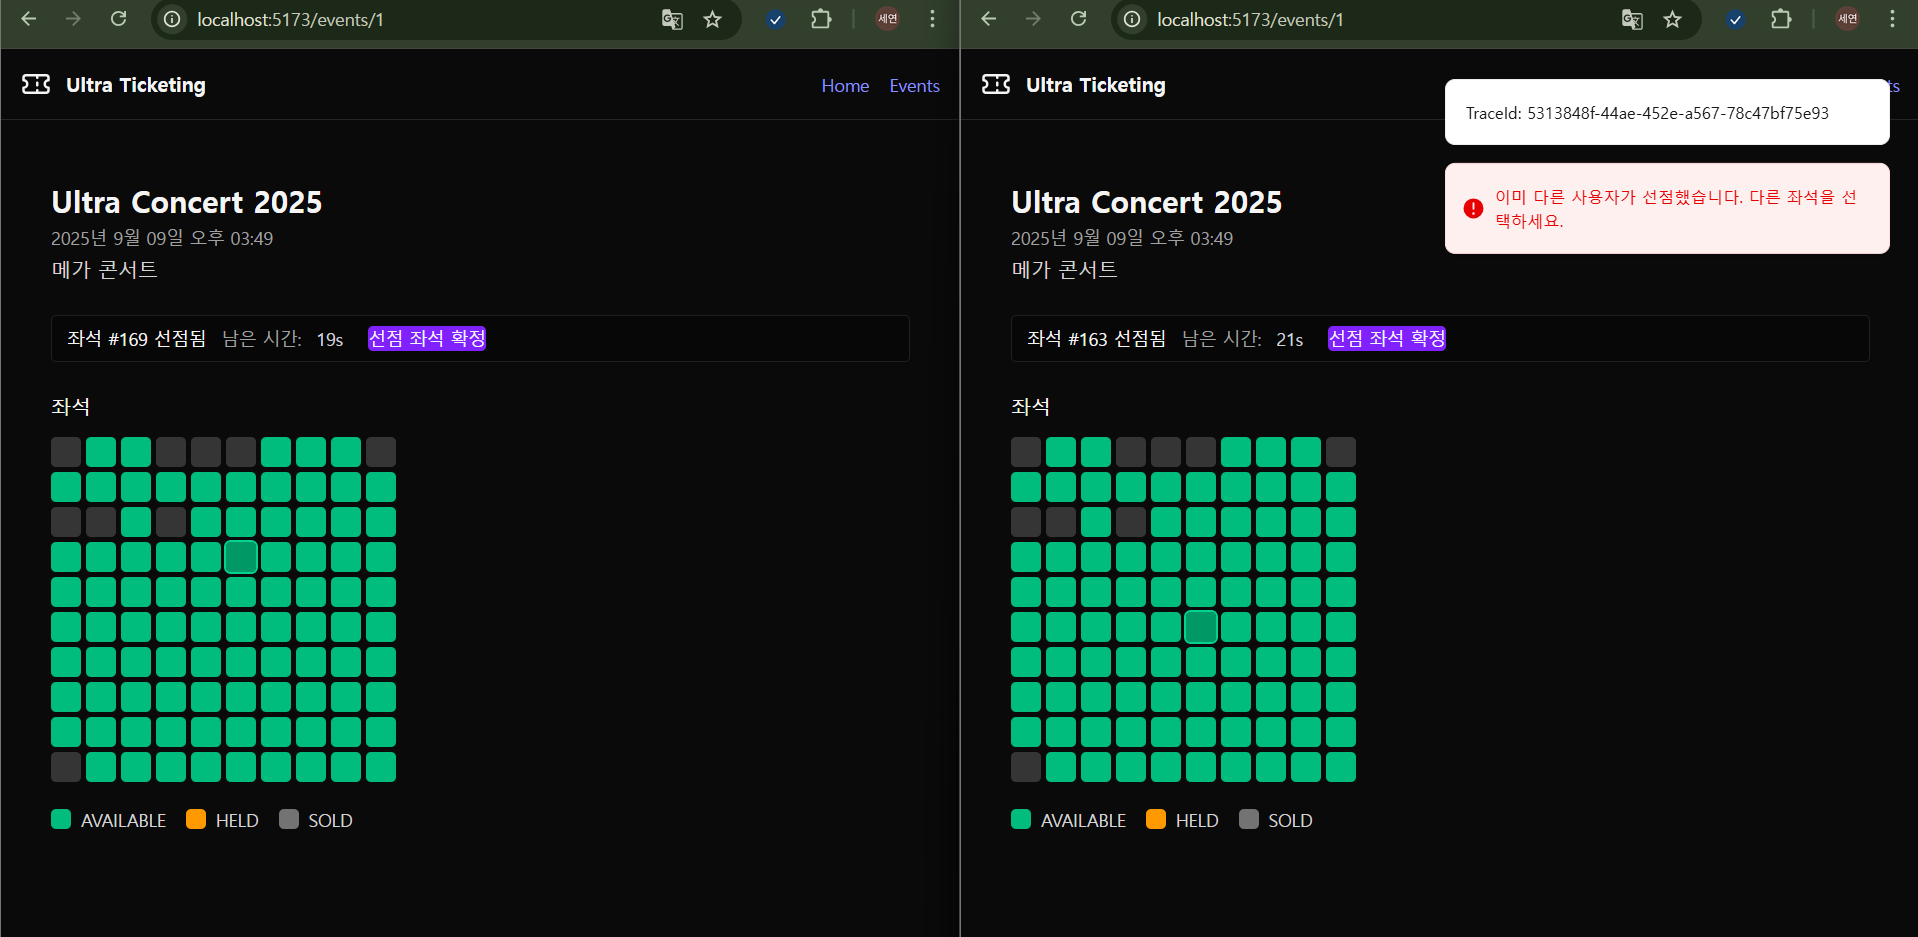 localhost:5173/events/1
세연
Ultra Ticketing
Home Events
Ultra Concert 2025
2025년 9월 09일 오후 03:49
메가 콘서트
좌석 #169 선점됨 남은 시간: 19s 선점 좌석 확정
좌석
AVAILABLE HELD SOLD
localhost:5173/events/1
세연
Ultra Ticketing
ts
TraceId: 5313848f-44ae-452e-a567-78c47bf75e93
이미 다른 사용자가 선점했습니다. 다른 좌석을 선
택하세요.
Ultra Concert 2025
2025년 9월 09일 오후 03:49
메가 콘서트
좌석 #163 선점됨 남은 시간: 21s 선점 좌석 확정
좌석
AVAILABLE HELD SOLD